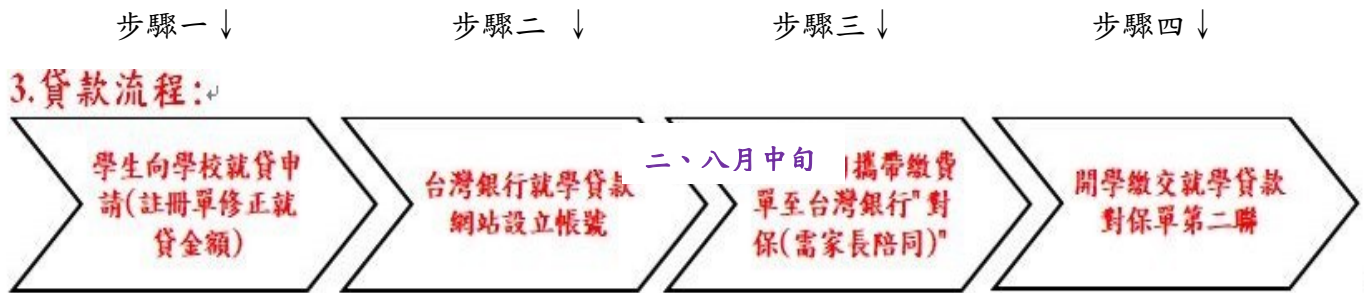 步驟一↓
步驟二 ↓
步驟三↓
步驟四↓
3.貸款流程:
學生向學校就貸申
請(註冊單修正就
貸金額)
台灣銀行就學貸款
網站設立帳號
二、八月中旬
攜帶繳費
單至台灣銀行"對
保(需家長陪同)"
開學繳交就學貸款
對保單第二聯